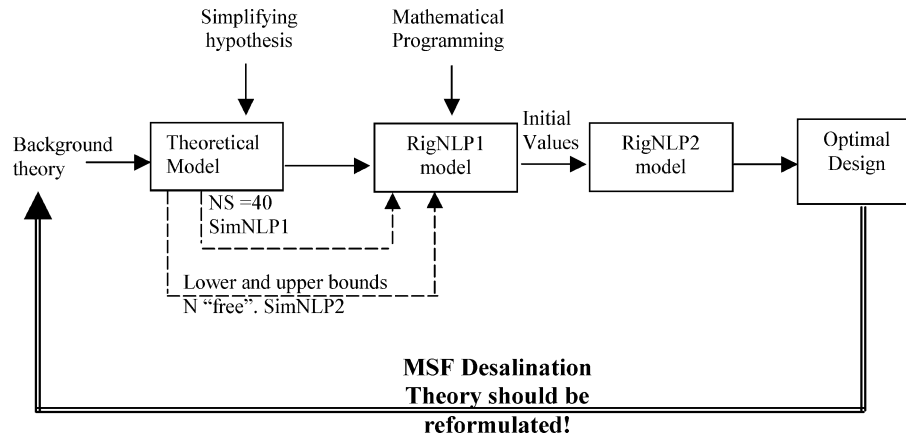 Simplifying
hypothesis
Mathematical
Programming
Background
theory
Theoretical
Model
RigNLP1
model
Initial
Values
RigNLP2
model
Optimal
Design
NS =40
SimNLP1
Lower and upper bounds
N “free”. SimNLP2
MSF Desalination
Theory should be
reformulated!